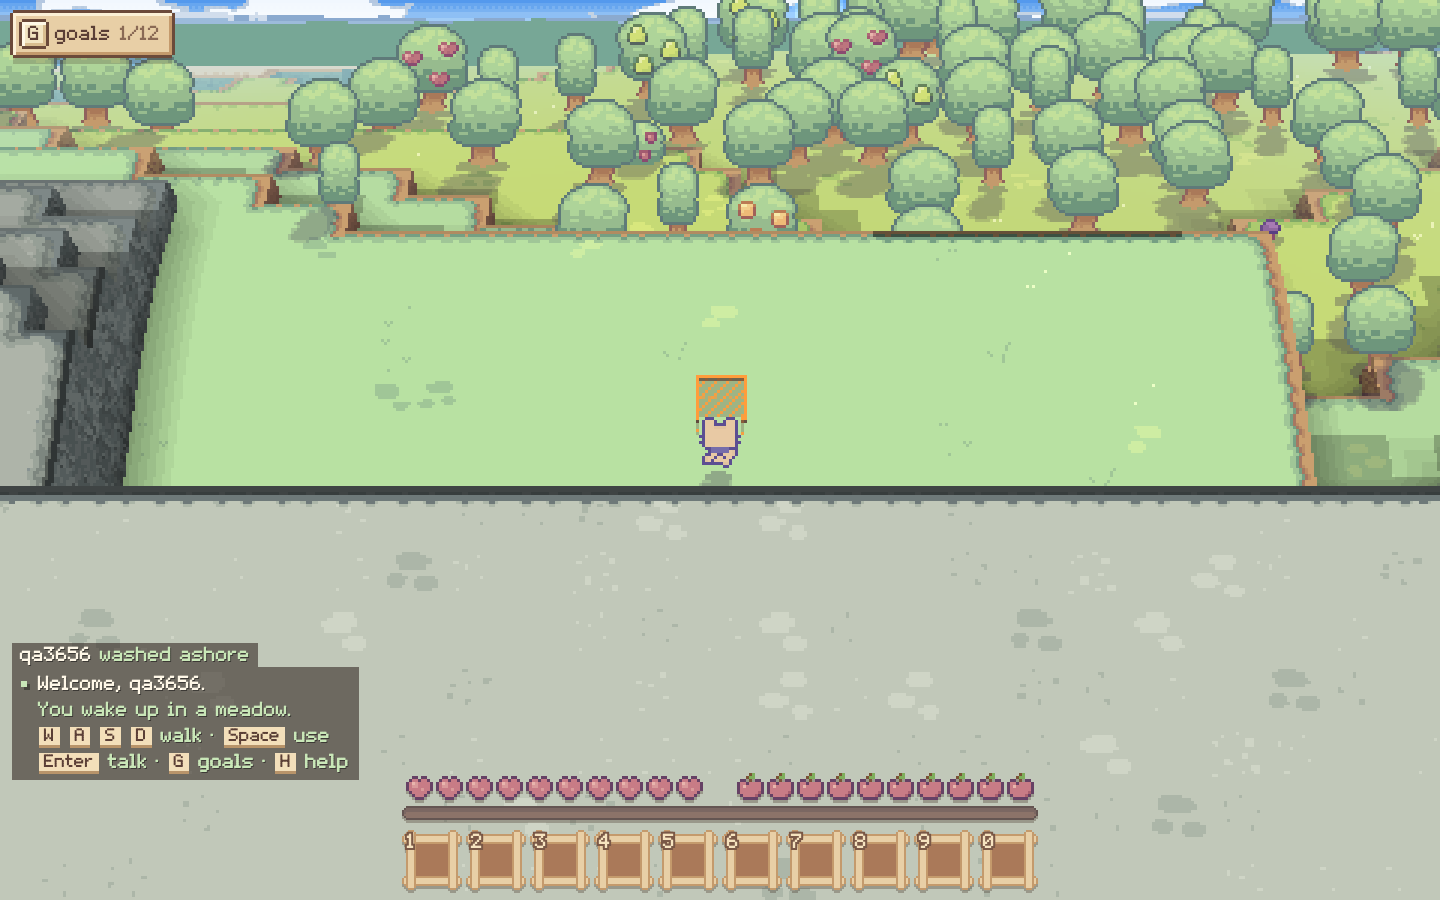 G goals 1/12
qa3656 washed ashore
Welcome, qa3656.
You wake up in a meadow.
W A S D walk · Space use
Enter talk · G goals · H help
1 2 3 4 5 6 7 8 9 0